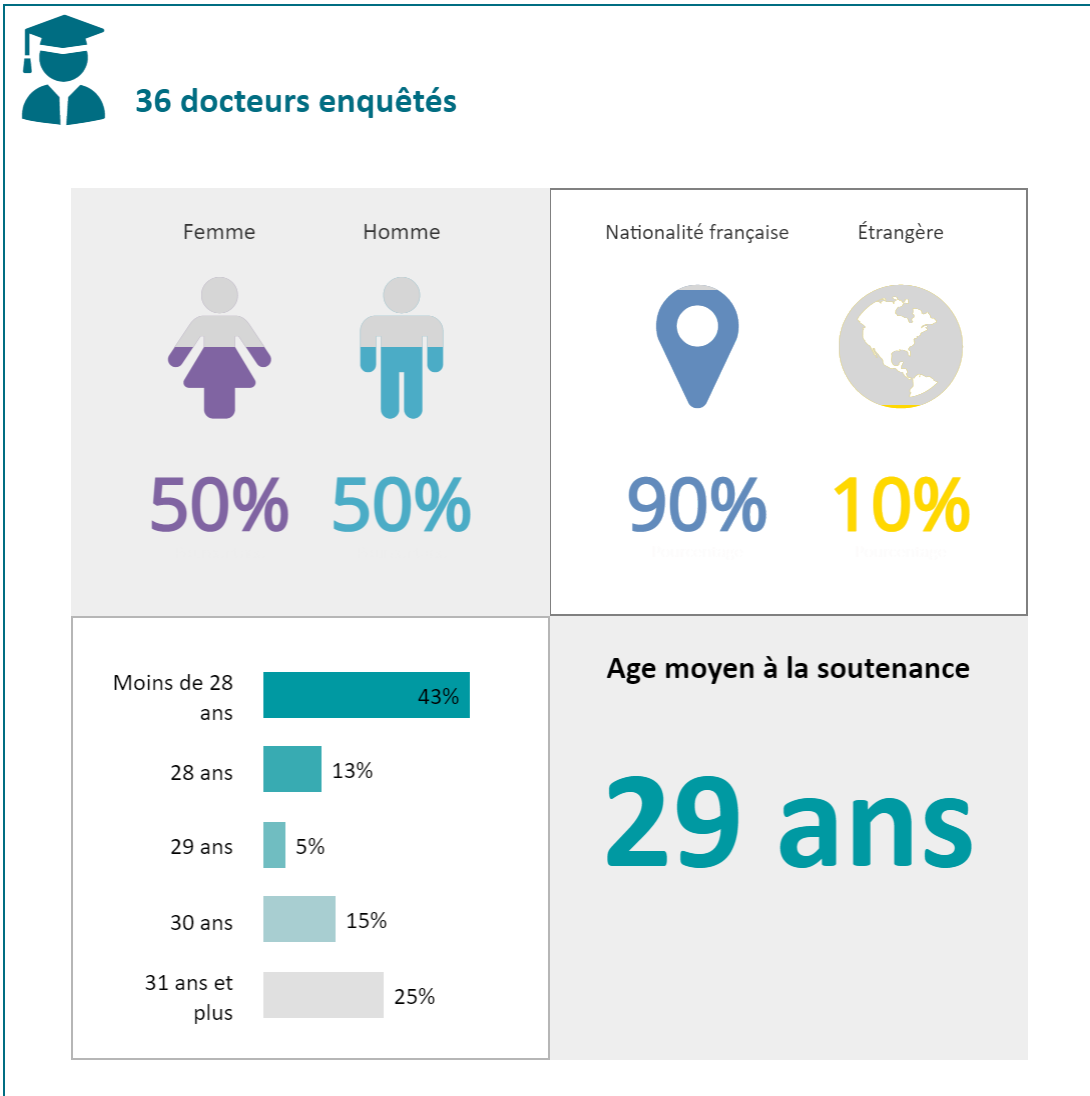 36 docteurs enquêtés
Femme
Homme
50%
50%
Nationalité française
Étrangère
90%
10%
Moins de 28
ans
43%
28 ans
13%
29 ans
5%
30 ans
15%
31 ans et
plus
25%
Age moyen à la soutenance
29 ans